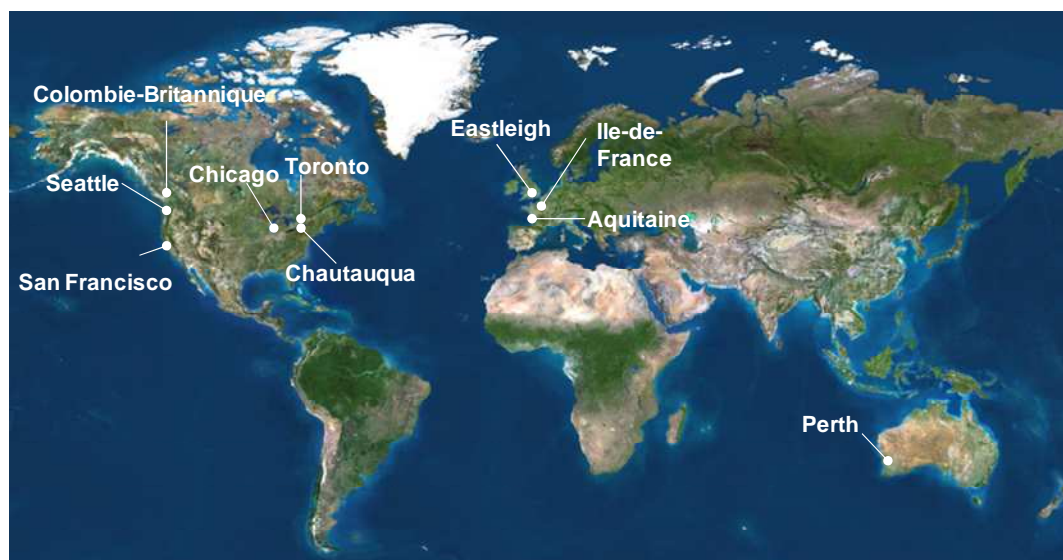 Colombie-Britannique
Eastleigh
Ile-de-
France
Toronto
Chicago
Seattle
Aquitaine
San Francisco
Chautauqua
Perth